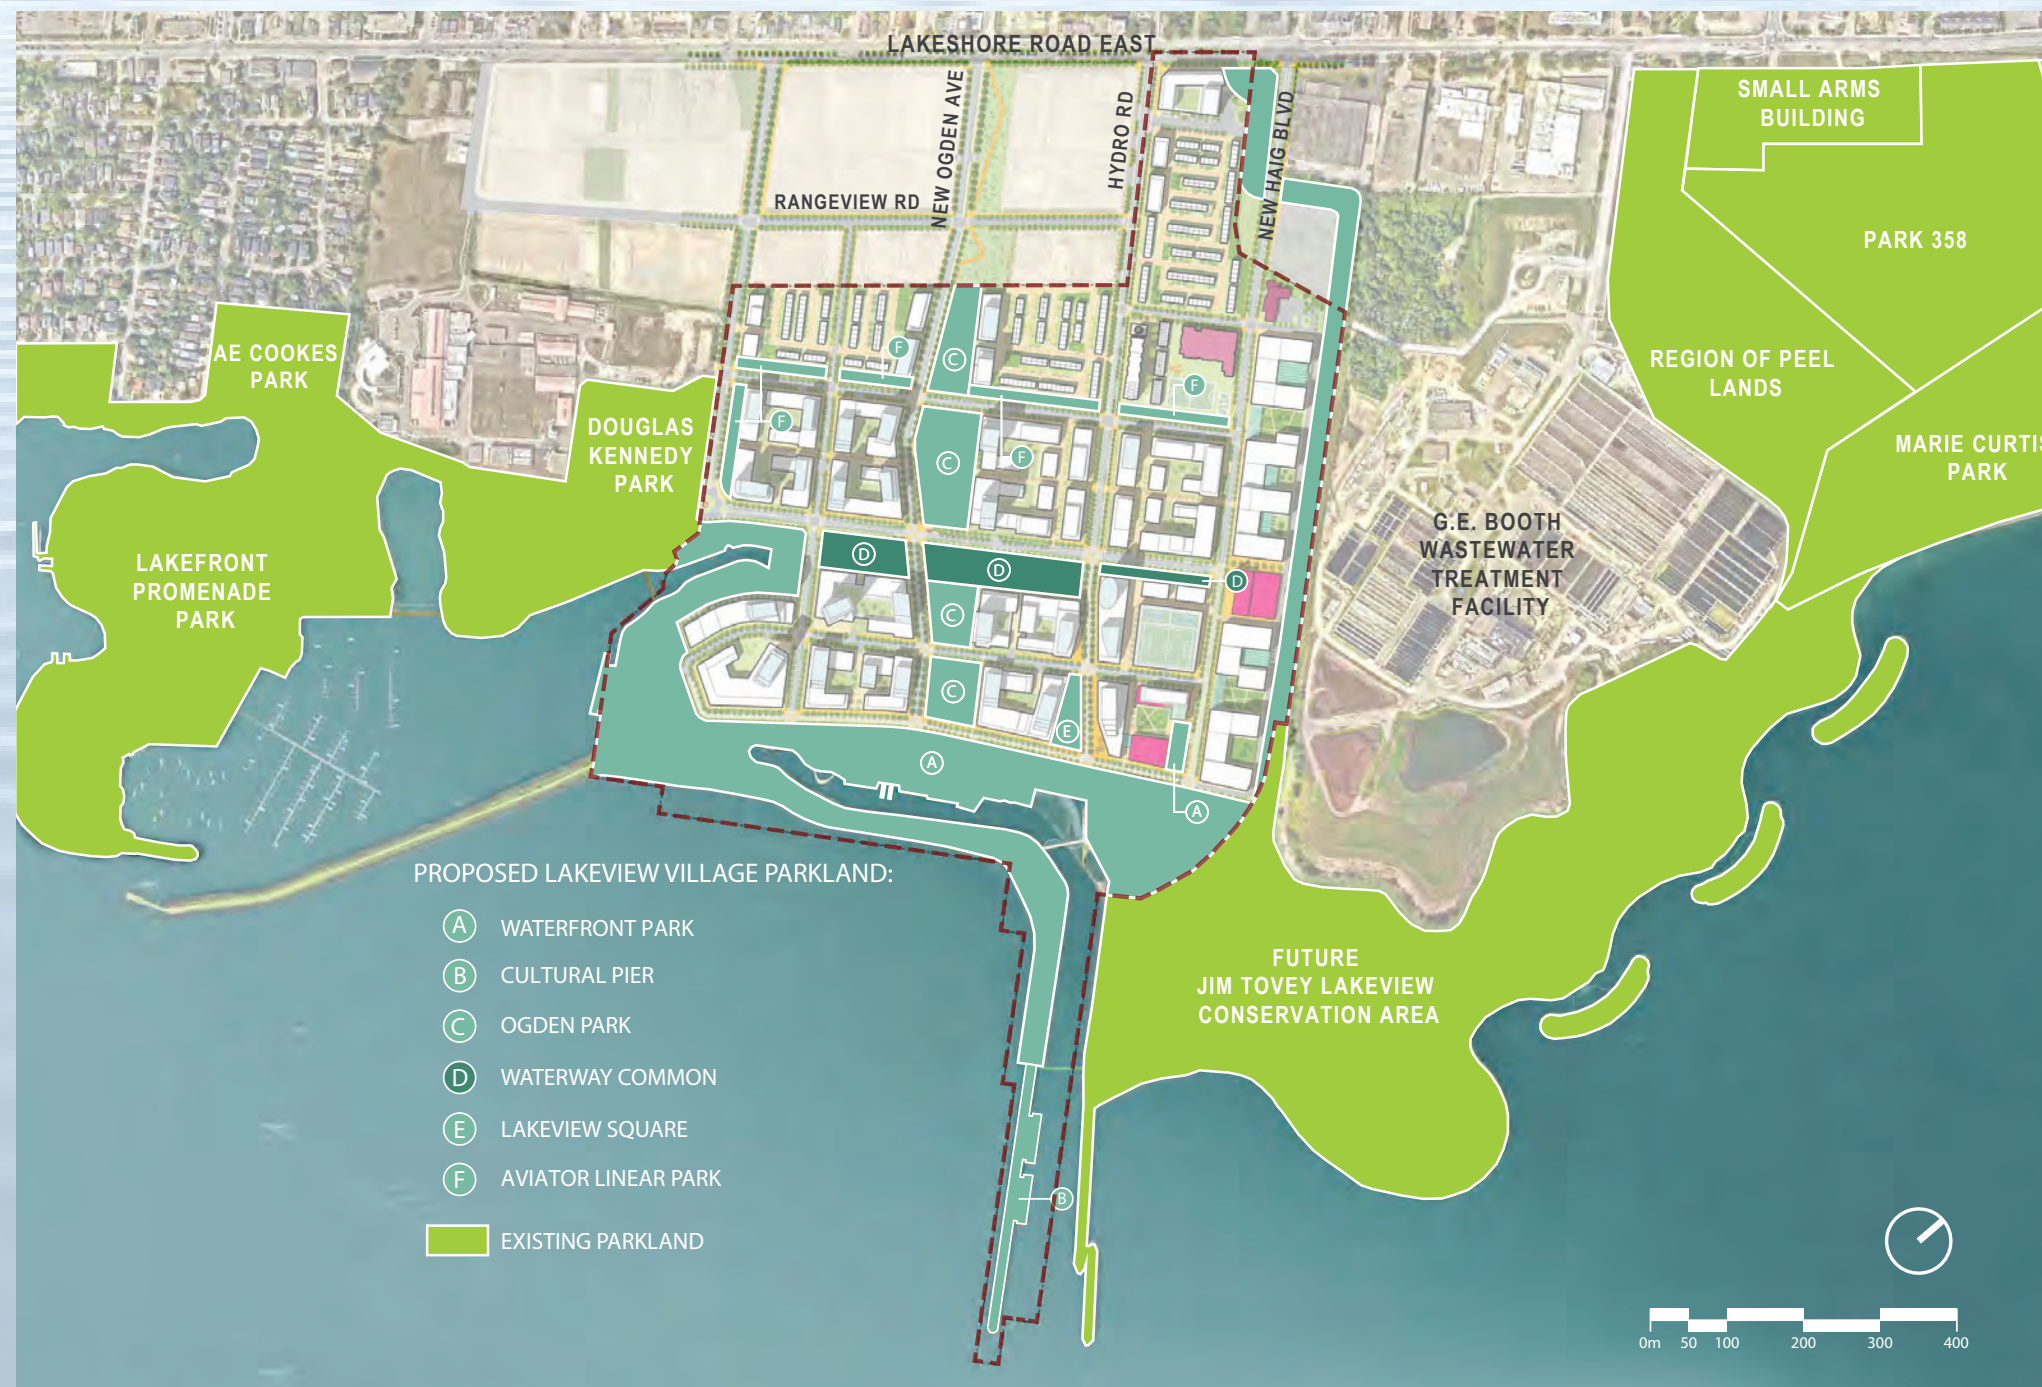 LAKESHORE ROAD EAST
NEW OGDEN AVE
HYDRO RD
NEW HAIG BLVD
RANGEVIEW RD
SMALL ARMS
BUILDING
PARK 358
REGION OF PEEL
LANDS
MARIE CURTIS
PARK
AE COOKES
PARK
DOUGLAS
KENNEDY
PARK
LAKEFRONT
PROMENADE
PARK
G.E. BOOTH
WASTEWATER
TREATMENT
FACILITY
F
C
F
F
C
F
D
D
D
C
C
E
A
A
PROPOSED LAKEVIEW VILLAGE PARKLAND:
A WATERFRONT PARK
B CULTURAL PIER
C OGDEN PARK
D WATERWAY COMMON
E LAKEVIEW SQUARE
F AVIATOR LINEAR PARK
EXISTING PARKLAND
FUTURE
JIM TOVEY LAKEVIEW
CONSERVATION AREA
B
0m 50 100 200 300 400